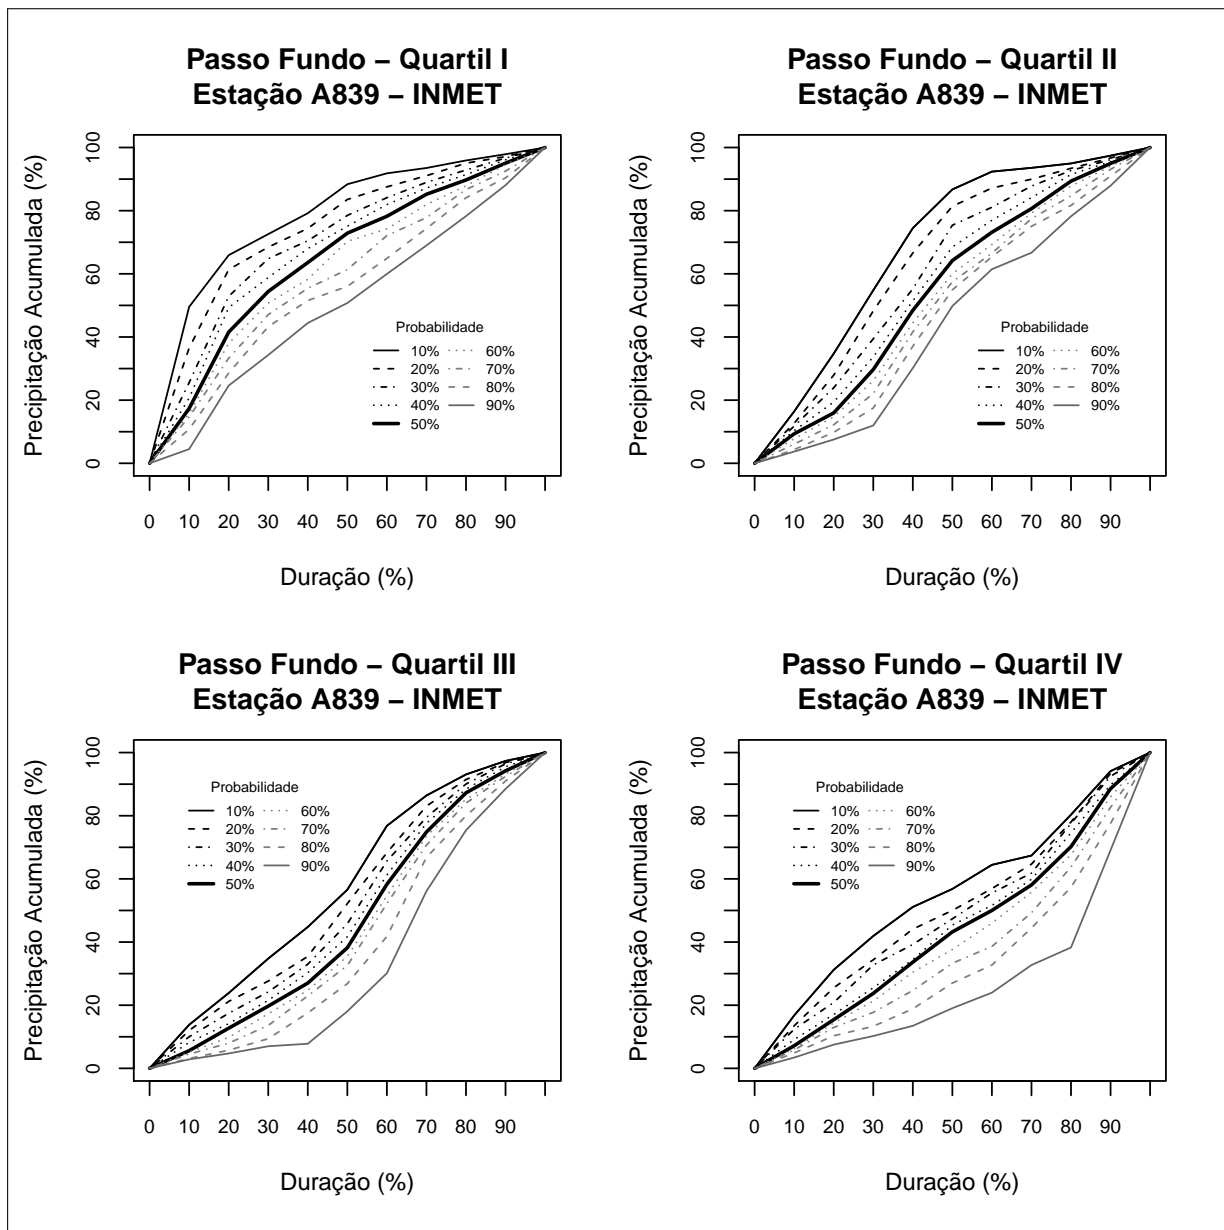 Passo Fundo – Quartil I
Estação A839 – INMET
Precipitação Acumulada (%)
100
80
60
40
20
0
Probabilidade
10% 60%
20% 70%
30% 80%
40% 90%
50%
0 10 20 30 40 50 60 70 80 90
Duração (%)
Passo Fundo – Quartil II
Estação A839 – INMET
Precipitação Acumulada (%)
100
80
60
40
20
0
Probabilidade
10% 60%
20% 70%
30% 80%
40% 90%
50%
0 10 20 30 40 50 60 70 80 90
Duração (%)
Passo Fundo – Quartil III
Estação A839 – INMET
Precipitação Acumulada (%)
100
80
60
40
20
0
Probabilidade
10% 60%
20% 70%
30% 80%
40% 90%
50%
0 10 20 30 40 50 60 70 80 90
Duração (%)
Passo Fundo – Quartil IV
Estação A839 – INMET
Precipitação Acumulada (%)
100
80
60
40
20
0
Probabilidade
10% 60%
20% 70%
30% 80%
40% 90%
50%
0 10 20 30 40 50 60 70 80 90
Duração (%)